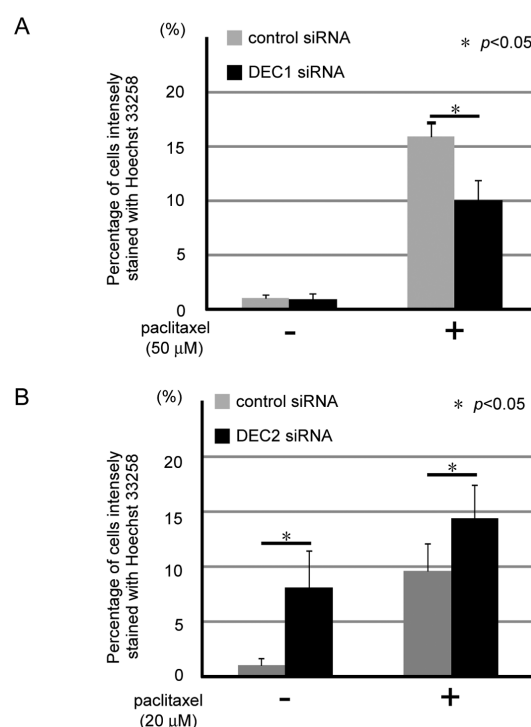 A
(%)
control siRNA
DEC1 siRNA
* p<0.05
Percentage of cells intensely
stained with Hoechst 33258
20
15
10
5
0
*
paclitaxel
(50 μM)
-
+
B
(%)
control siRNA
DEC2 siRNA
* p<0.05
Percentage of cells intensely
stained with Hoechst 33258
20
15
10
5
0
*
*
paclitaxel
(20 μM)
-
+